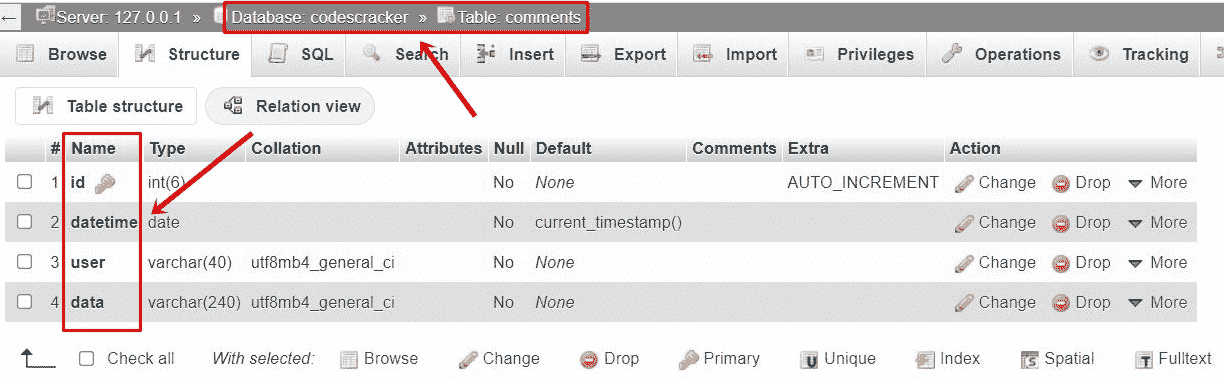 Server: 127.0.0.1 » Database: codescracker » Table: comments
Browse Structure SQL Search Insert Export Import Privileges Operations Tracking
Table structure Relation view
# Name Type Collation Attributes Null Default Comments Extra Action
1 id int(6) No None AUTO_INCREMENT Change Drop More
2 datetime date No current_timestamp() Change Drop More
3 user varchar(40) utf8mb4_general_ci No None Change Drop More
4 data varchar(240) utf8mb4_general_ci No None Change Drop More
Check all With selected: Browse Change Drop Primary Unique Index Spatial Fulltext